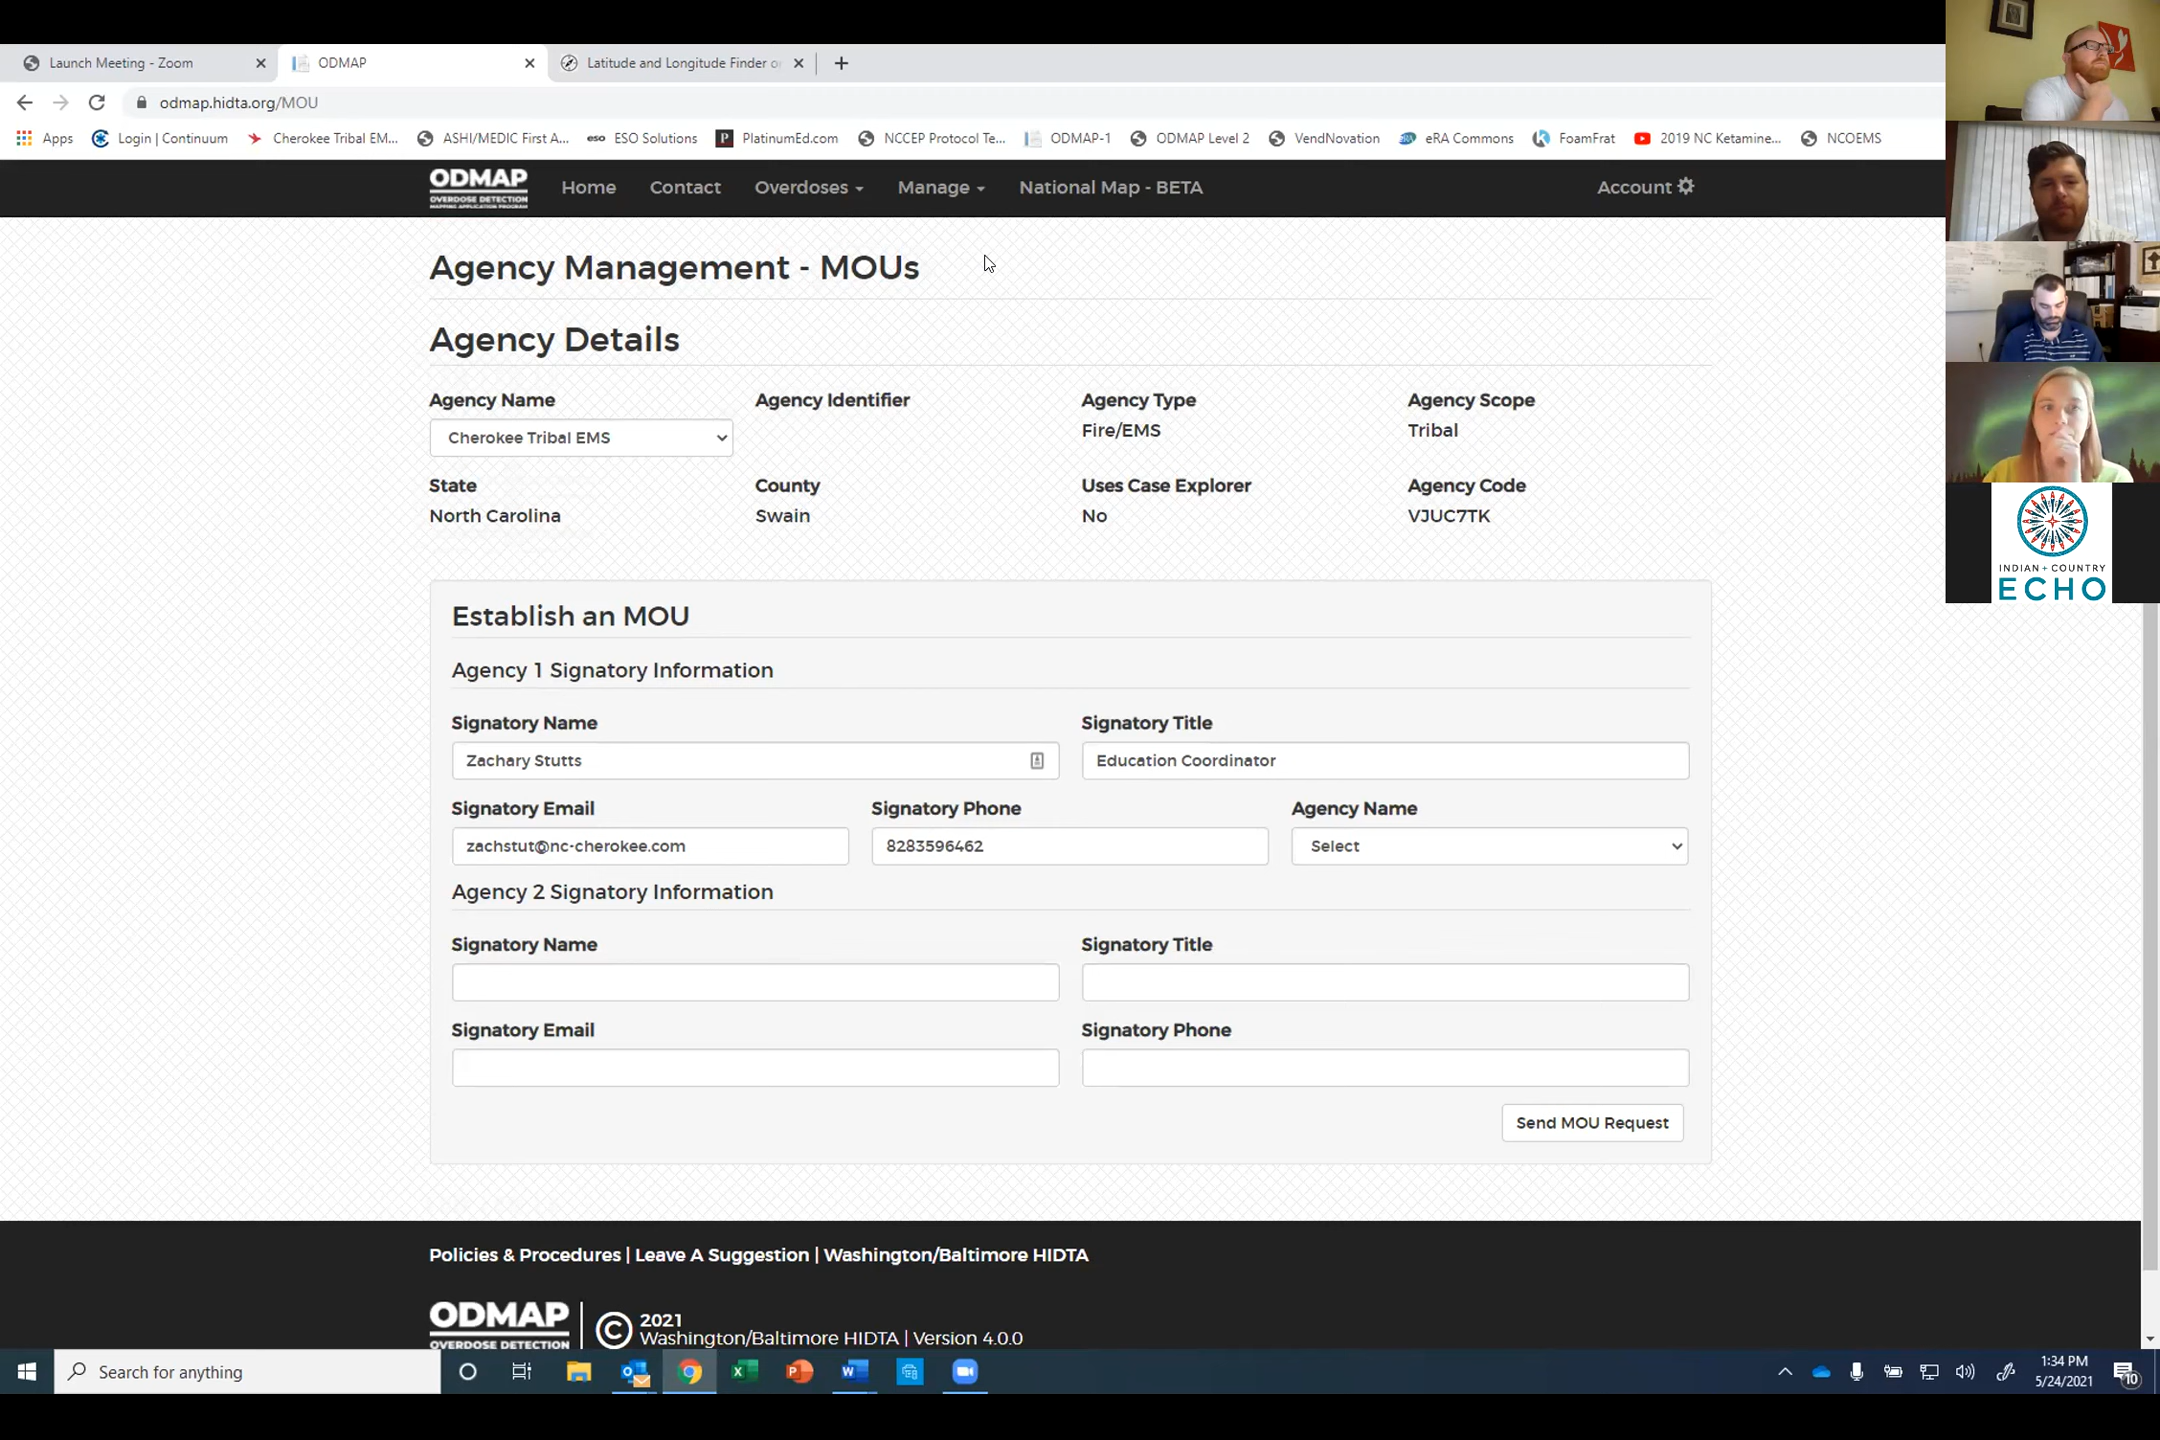 Launch Meeting - Zoom
ODMAP
Latitude and Longitude Finder o
odmap.hidta.org/MOU
Apps
Login | Continuum
Cherokee Tribal EM...
ASHI/MEDIC First A...
eso ESO Solutions
P PlatinumEd.com
NCCEP Protocol Te...
ODMAP-1
ODMAP Level 2
VendNovation
eRA eRA Commons
FoamFrat
2019 NC Ketamine...
NCOEMS
ODMAP
OVERDOSE DETECTION
MAPPING APPLICATION PROGRAM
Home
Contact
Overdoses
Manage
National Map - BETA
Account
Agency Management - MOUs
Agency Details
Agency Name
Agency Identifier
Agency Type
Agency Scope
Cherokee Tribal EMS
Fire/EMS
Tribal
State
County
Uses Case Explorer
Agency Code
North Carolina
Swain
No
VJUC7TK
Establish an MOU
Agency 1 Signatory Information
Signatory Name
Signatory Title
Zachary Stutts
Education Coordinator
Signatory Email
Signatory Phone
Agency Name
zachstut@nc-cherokee.com
8283596462
Select
Agency 2 Signatory Information
Signatory Name
Signatory Title
Signatory Email
Signatory Phone
Send MOU Request
Policies & Procedures | Leave A Suggestion | Washington/Baltimore HIDTA
ODMAP
OVERDOSE DETECTION
© 2021
Washington/Baltimore HIDTA | Version 4.0.0
INDIAN + COUNTRY
ECHO
Search for anything
1:34 PM
5/24/2021
10